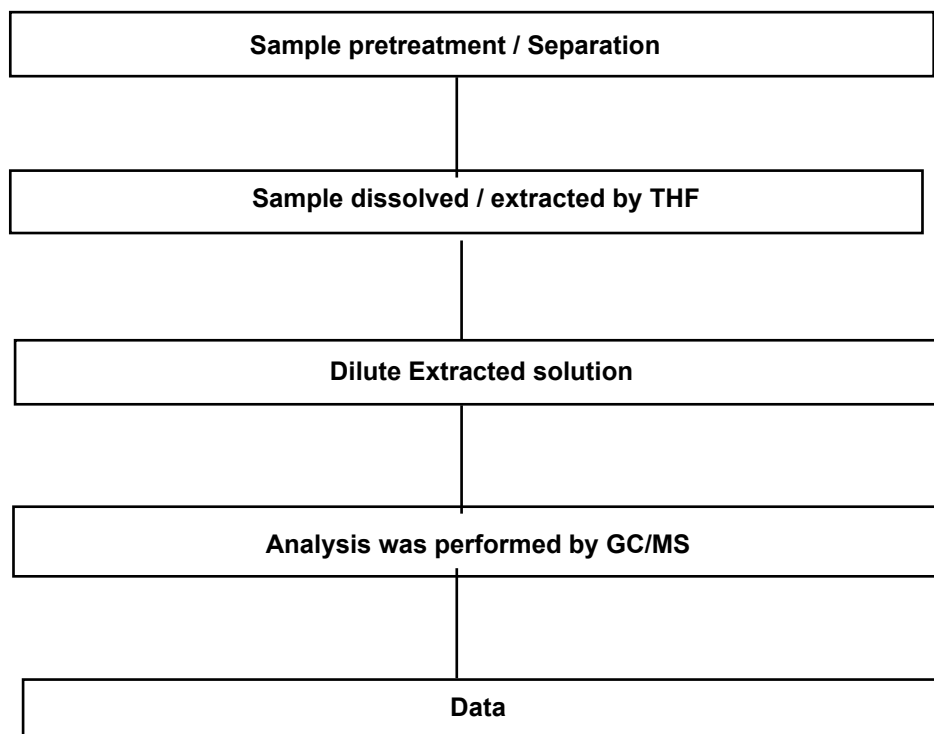 Sample pretreatment / Separation
Sample dissolved / extracted by THF
Dilute Extracted solution
Analysis was performed by GC/MS
Data